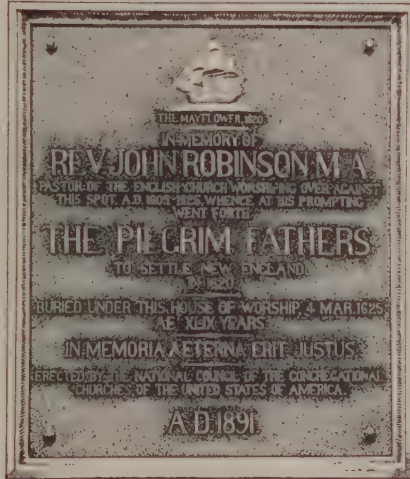 THE MAYFLOWER, 1620.
IN MEMORY OF
REV. JOHN ROBINSON, M.A.
PASTOR OF THE ENGLISH CHURCH WORSHIPPING OVER AGAINST
THIS SPOT, A.D. 1609-1625, WHENCE AT HIS PROMPTING
WENT FORTH
THE PILGRIM FATHERS
TO SETTLE NEW ENGLAND
1620
BURIED UNDER THIS HOUSE OF WORSHIP, 4 MAR. 1625
AE. XLIX YEARS.
IN MEMORIA AETERNA ERIT JUSTUS.
ERECTED BY THE NATIONAL COUNCIL OF THE CONGREGATIONAL
CHURCHES OF THE UNITED STATES OF AMERICA.
A.D. 1891.